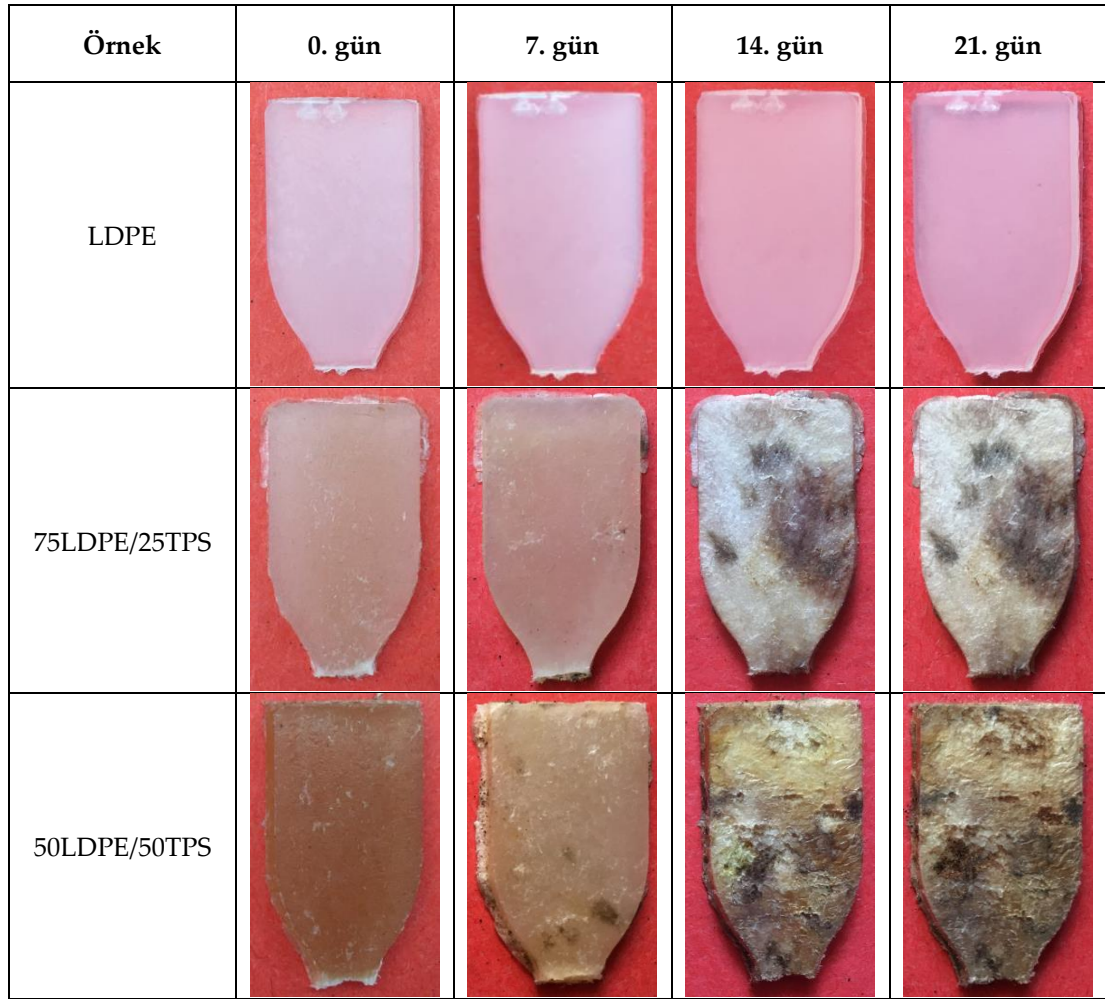 Örnek
0. gün
7. gün
14. gün
21. gün
LDPE
75LDPE/25TPS
50LDPE/50TPS